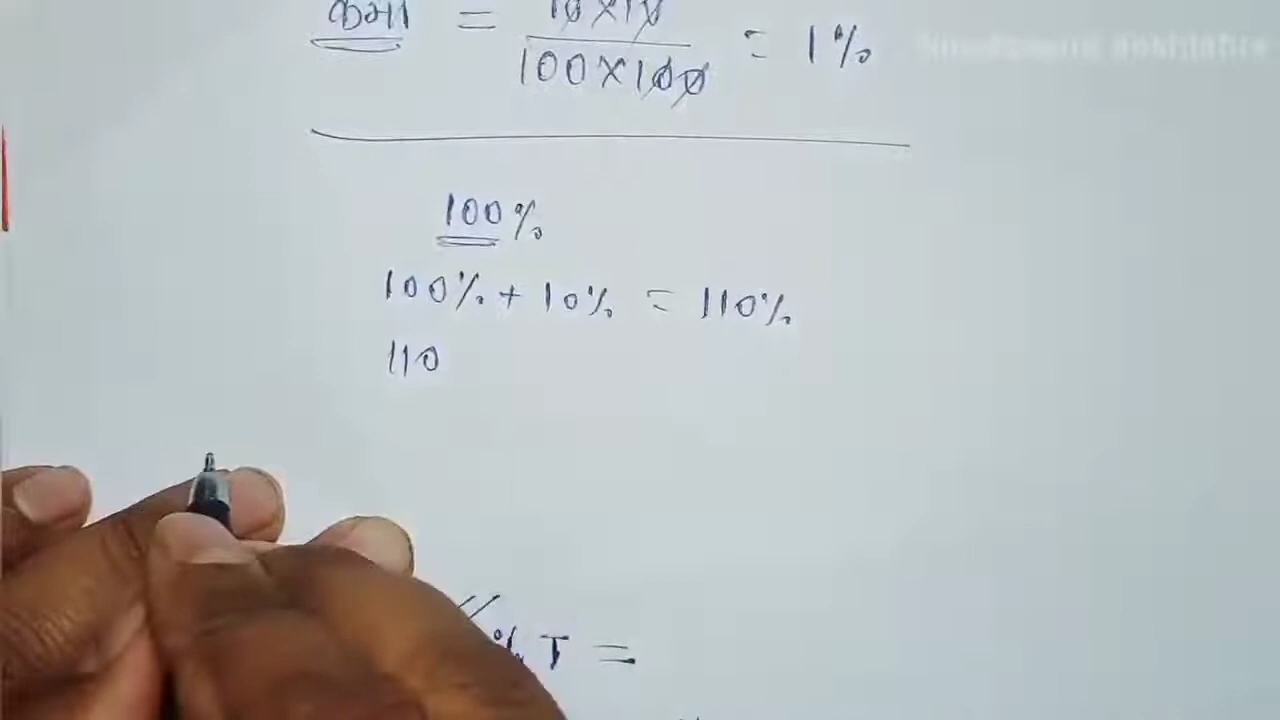 कमी = 10×10 / 100×100 = 1%
100%
100% + 10% = 110%
110
% T =